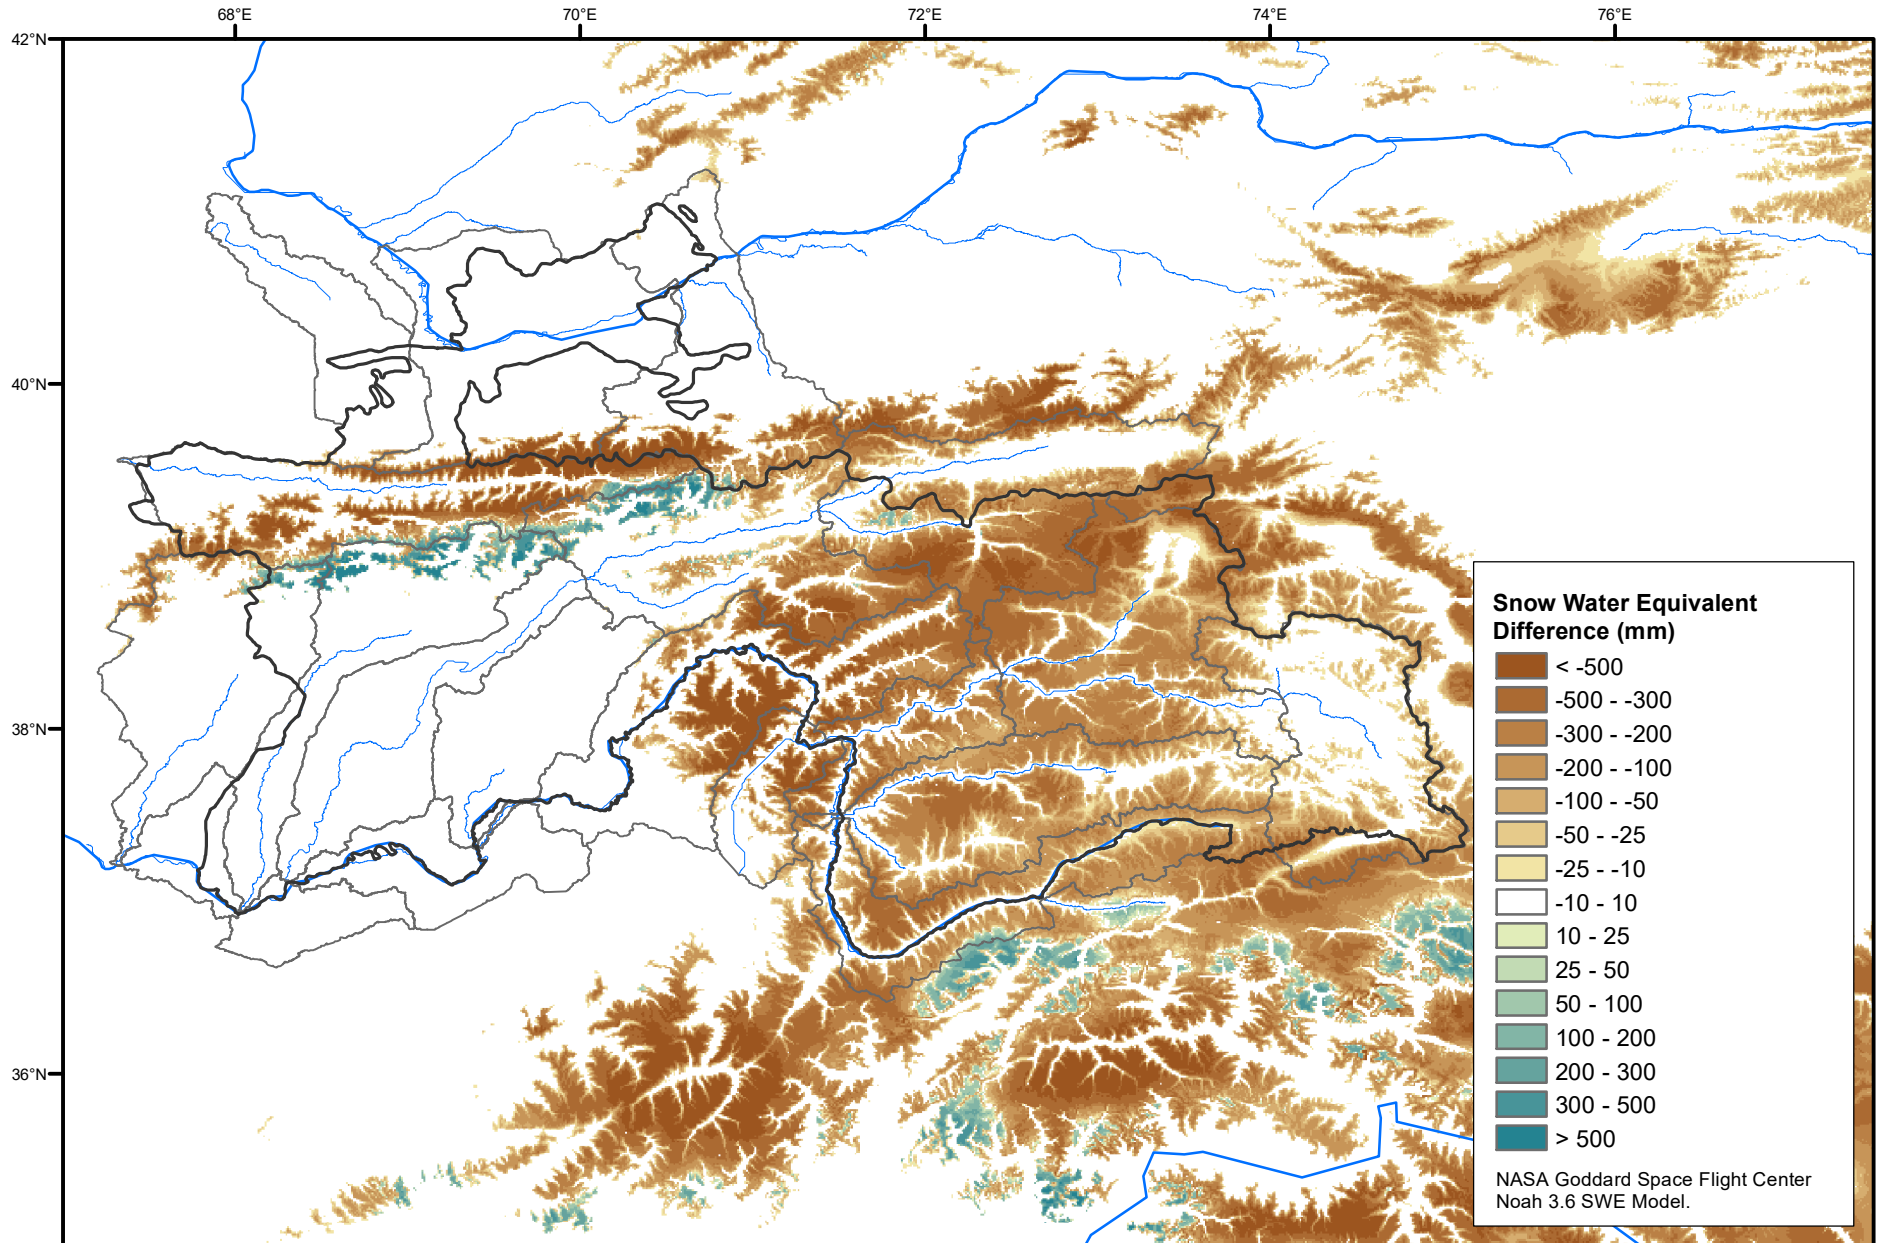 68°E
70°E
72°E
74°E
76°E
42°N
40°N
38°N
36°N
Snow Water Equivalent
Difference (mm)
< -500
-500 - -300
-300 - -200
-200 - -100
-100 - -50
-50 - -25
-25 - -10
-10 - 10
10 - 25
25 - 50
50 - 100
100 - 200
200 - 300
300 - 500
> 500
NASA Goddard Space Flight Center
Noah 3.6 SWE Model.